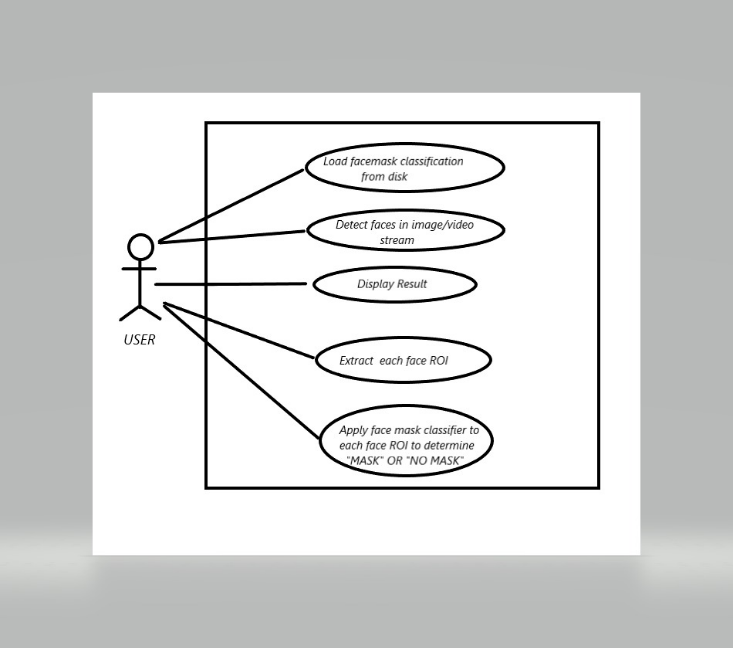 Load facemask classification
from disk
Detect faces in image/video
stream
Display Result
Extract each face ROI
Apply face mask classifier to
each face ROI to determine
"MASK" OR "NO MASK"
USER